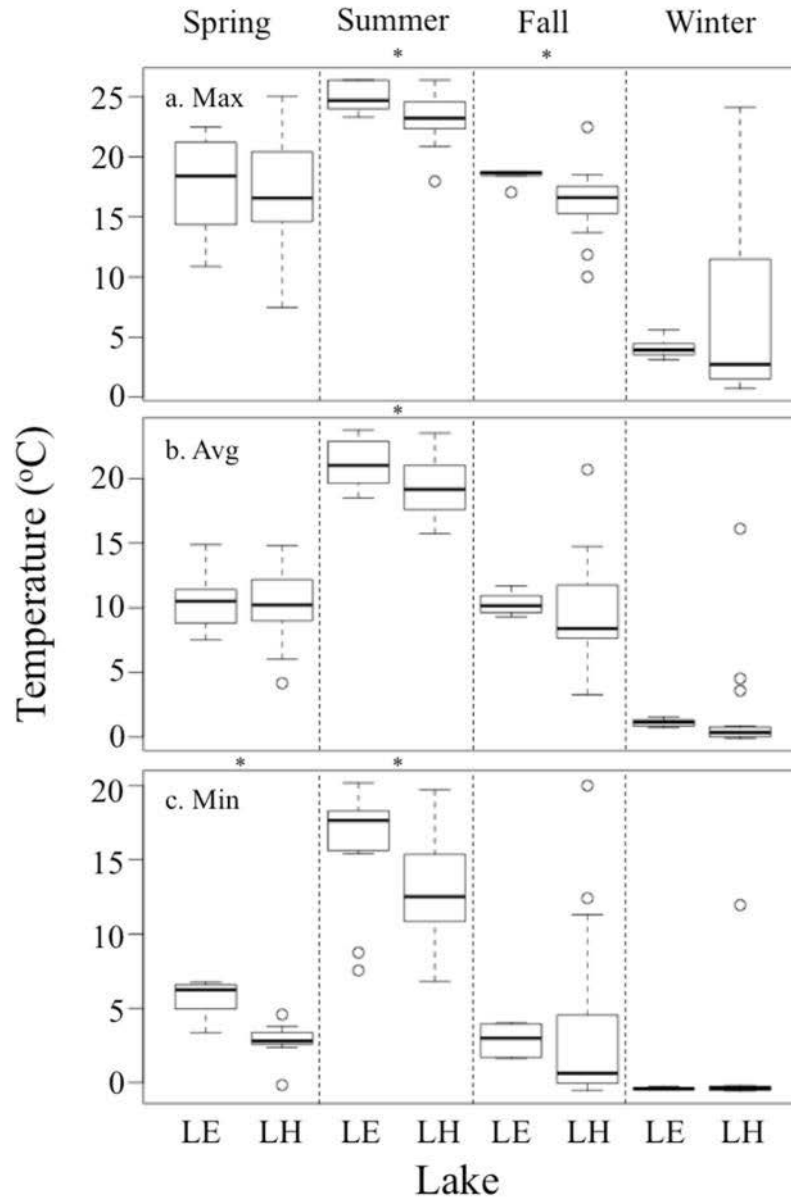 Spring Summer Fall Winter
* *
a. Max
25
20
15
10
5
0
*
b. Avg
20
15
10
5
0
* *
c. Min
20
15
10
5
0
Temperature (ºC)
LE LH LE LH LE LH LE LH
Lake